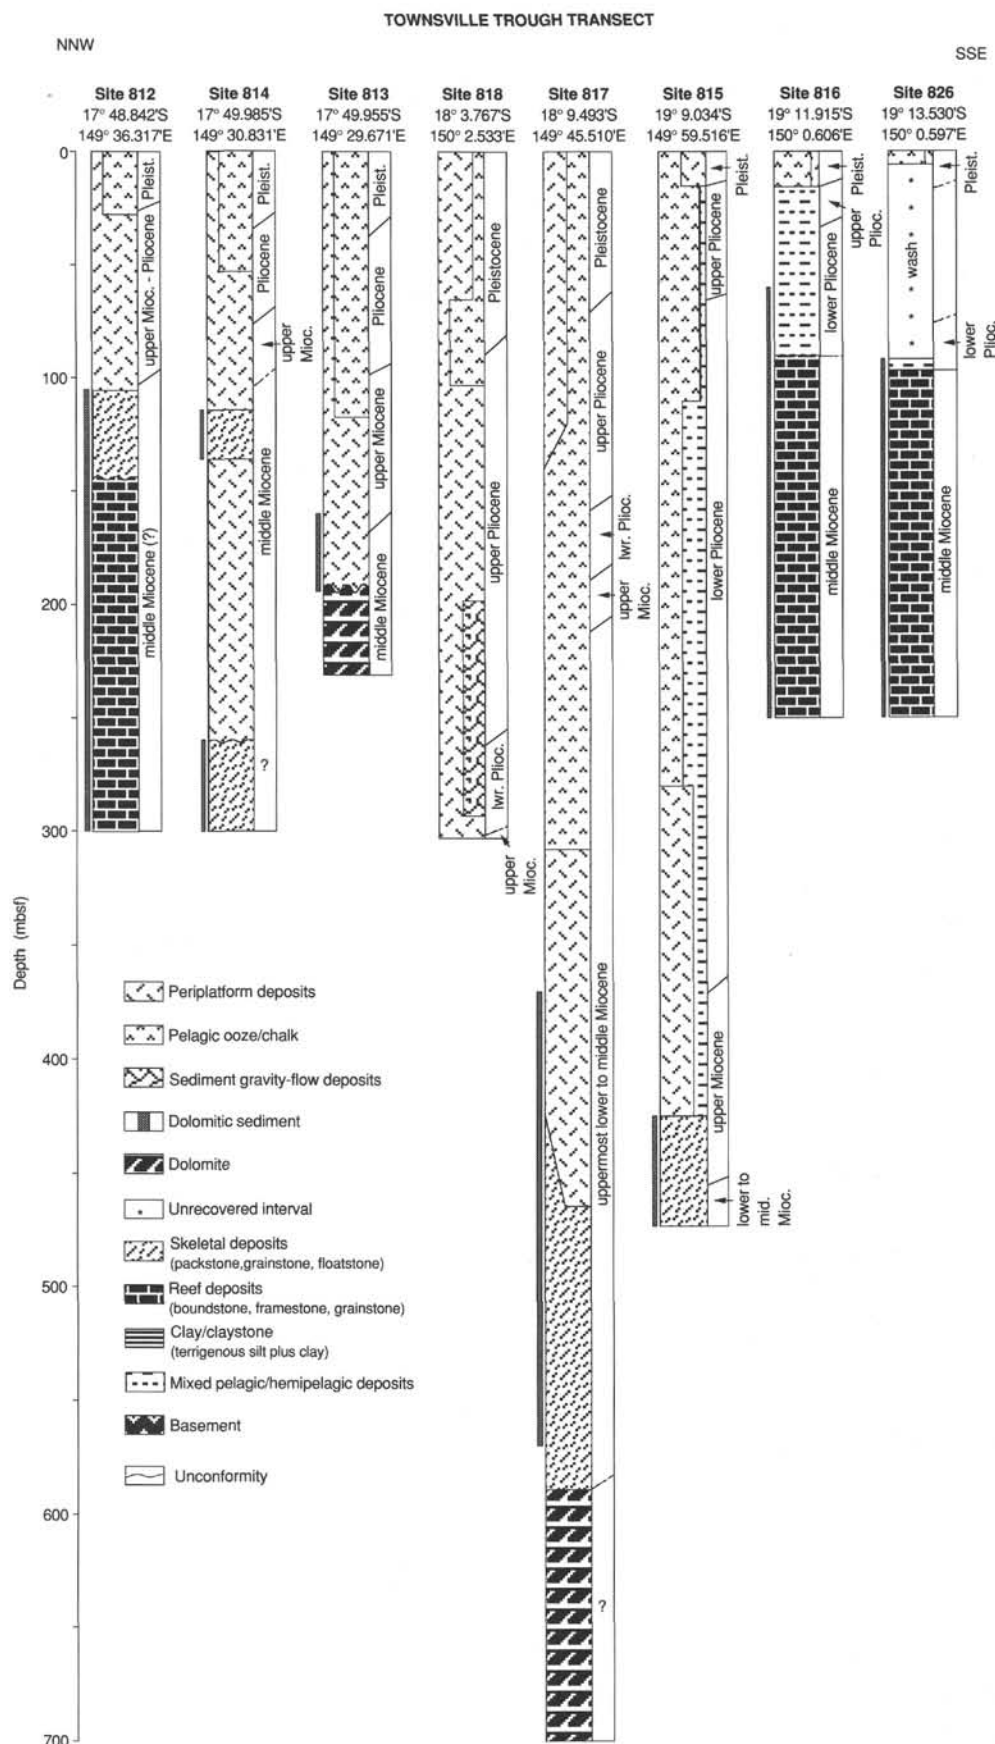 TOWNSVILLE TROUGH TRANSECT
NNW
SSE
Site 812
17° 48.842'S
149° 36.317'E
Site 814
17° 49.985'S
149° 30.831'E
Site 813
17° 49.955'S
149° 29.671'E
Site 818
18° 3.767'S
150° 2.533'E
Site 817
18° 9.493'S
149° 45.510'E
Site 815
19° 9.034'S
149° 59.516'E
Site 816
19° 11.915'S
150° 0.606'E
Site 826
19° 13.530'S
150° 0.597'E
0
100
200
300
400
500
600
700
Depth (mbsf)
Pleist.
upper Mioc. - Pliocene
middle Miocene (?)
Pleist.
Pliocene
upper
Mioc.
middle Miocene
?
Pleist.
Pliocene
upper Miocene
middle Miocene
Pleistocene
upper Pliocene
lwr. Plioc.
upper
Mioc.
Pleistocene
upper Pliocene
lwr. Plioc.
upper
Mioc.
uppermost lower to middle Miocene
?
Pleist.
upper Pliocene
lower Pliocene
upper Miocene
lower to
mid.
Mioc.
Pleist.
upper
Plioc.
lower Pliocene
middle Miocene
Pleist.
wash
lower
Plioc.
middle Miocene
Periplatform deposits
Pelagic ooze/chalk
Sediment gravity-flow deposits
Dolomitic sediment
Dolomite
Unrecovered interval
Skeletal deposits
(packstone,grainstone, floatstone)
Reef deposits
(boundstone, framestone, grainstone)
Clay/claystone
(terrigenous silt plus clay)
Mixed pelagic/hemipelagic deposits
Basement
Unconformity